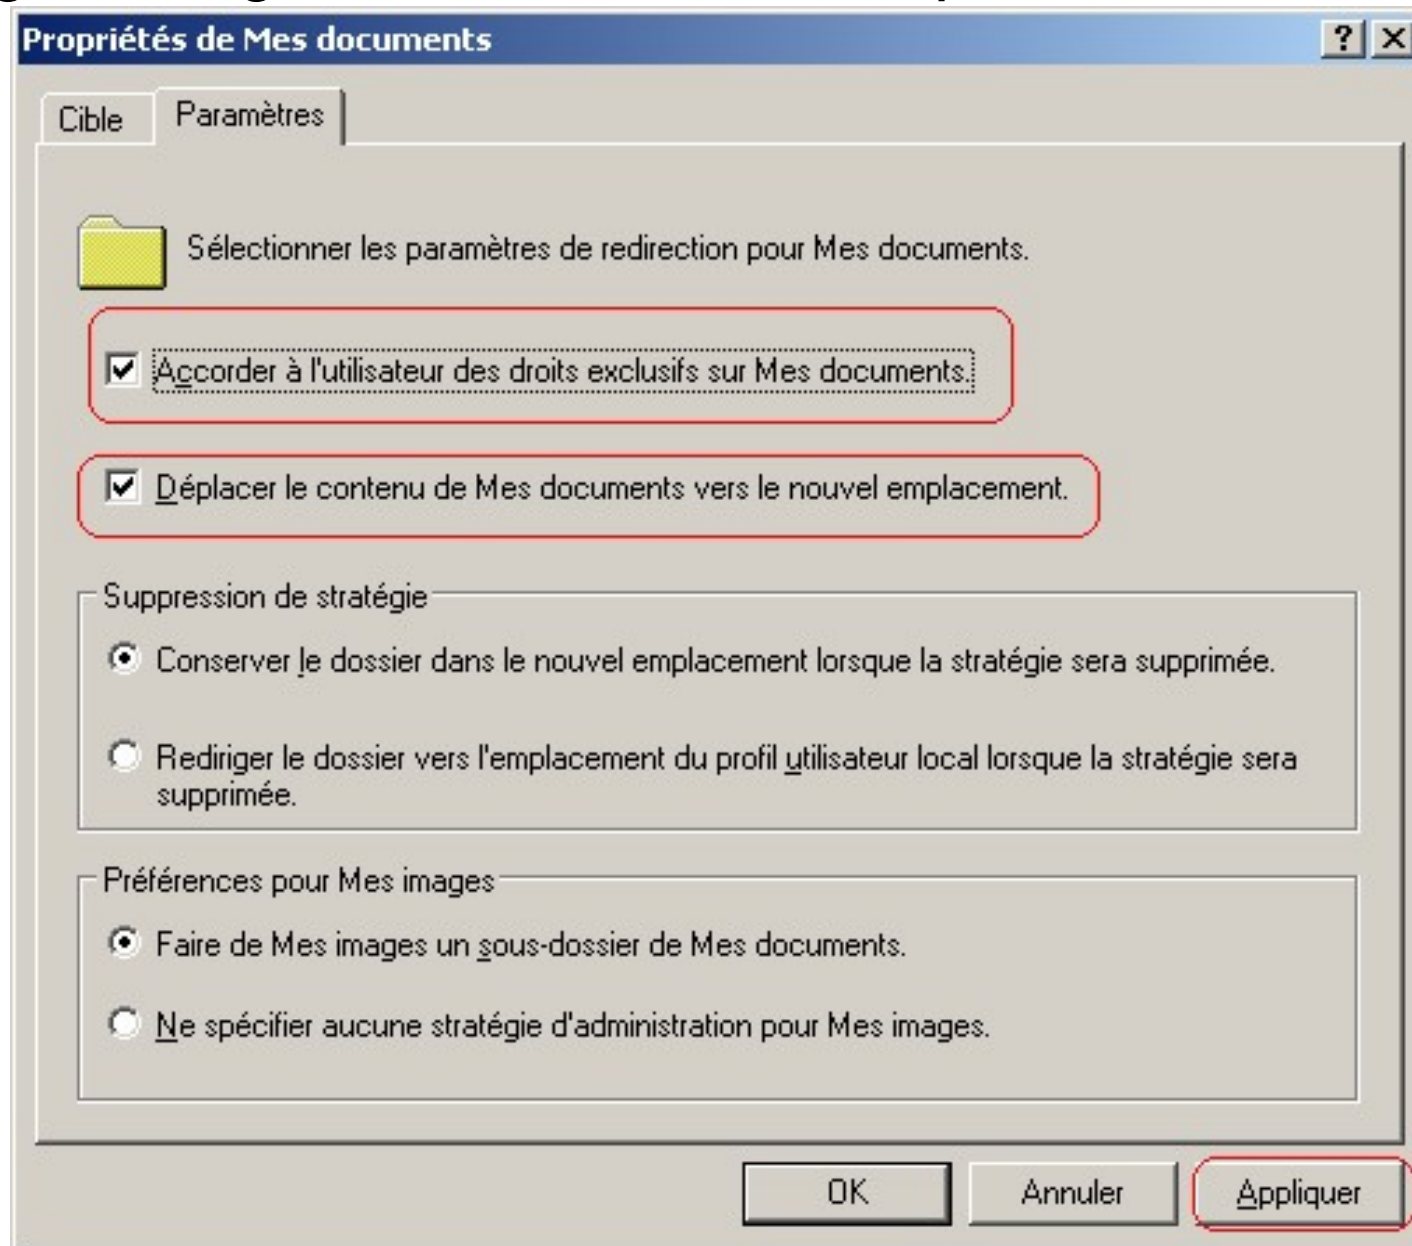 Propriétés de Mes documents
Cible Paramètres
Sélectionner les paramètres de redirection pour Mes documents.
Accorder à l'utilisateur des droits exclusifs sur Mes documents.
Déplacer le contenu de Mes documents vers le nouvel emplacement.
Suppression de stratégie
Conserver le dossier dans le nouvel emplacement lorsque la stratégie sera supprimée.
Rediriger le dossier vers l'emplacement du profil utilisateur local lorsque la stratégie sera
supprimée.
Préférences pour Mes images
Faire de Mes images un sous-dossier de Mes documents.
Ne spécifier aucune stratégie d'administration pour Mes images.
OK Annuler Appliquer